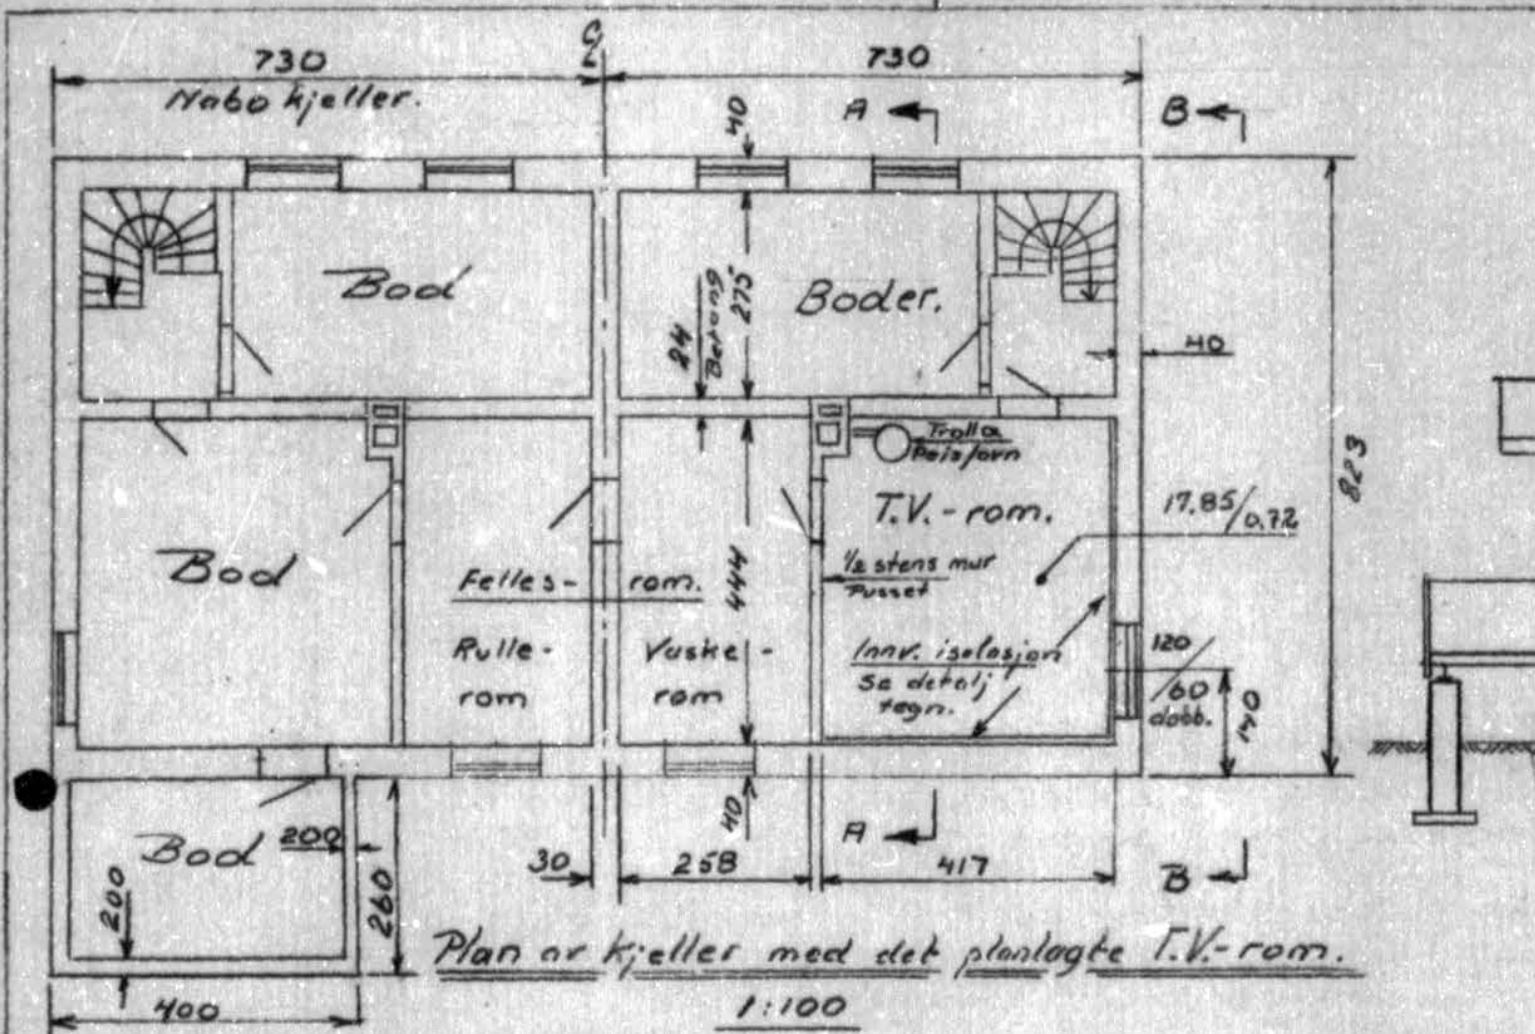 730
730
Nabo kjeller.
A
B
40
Bod
Boder.
24
Betong
275
40
823
Trolla
Peis/ovn
T.V.-rom.
17.85/0.72
Bod
Felles-rom.
444
1/2 stens mur
Pusset
Rulle-
rom
Vaske-
rom
Innv. isolasjon
Se detalj
tegn.
120
/60
dobb.
140
Bod
200
200
260
30
40
258
A
417
B
Plan av kjeller med det planlagte T.V.-rom.
400
1:100